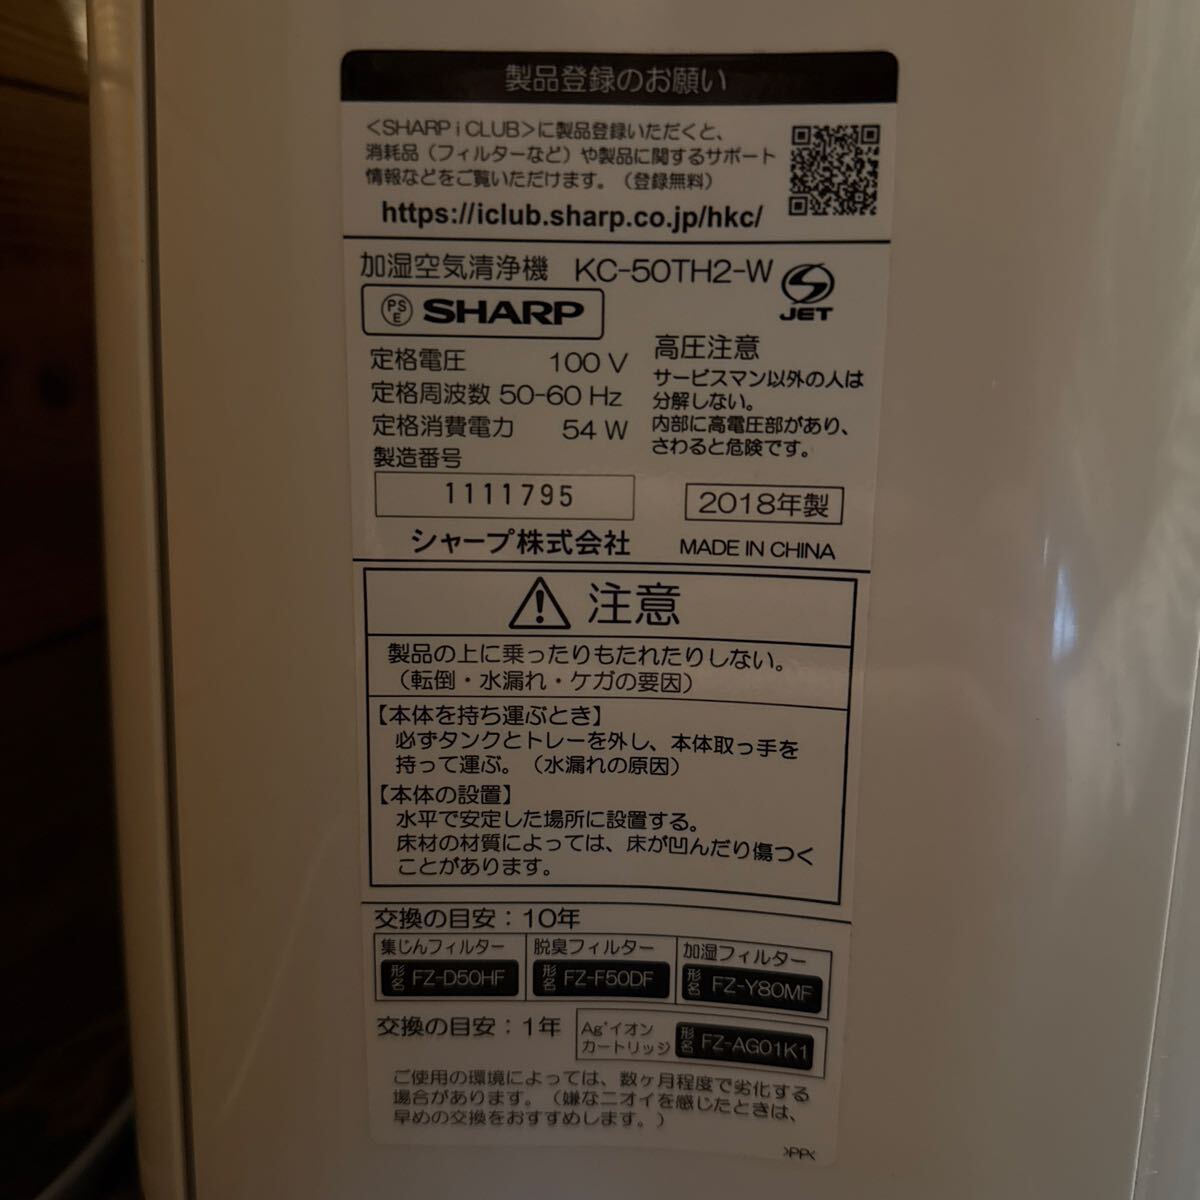 製品登録のお願い
＜SHARP i CLUB＞に製品登録いただくと、
消耗品（フィルターなど）や製品に関するサポート
情報などをご覧いただけます。（登録無料）
https://iclub.sharp.co.jp/hkc/
加湿空気清浄機 KC-50TH2-W
PSE SHARP
JET
定格電圧 100 V
定格周波数 50-60 Hz
定格消費電力 54 W
製造番号
1111795
高圧注意
サービスマン以外の人は
分解しない。
内部に高電圧部があり、
さわると危険です。
2018年製
シャープ株式会社 MADE IN CHINA
注意
製品の上に乗ったりもたれたりしない。
（転倒・水漏れ・ケガの要因）
【本体を持ち運ぶとき】
必ずタンクとトレーを外し、本体取っ手を
持って運ぶ。（水漏れの原因）
【本体の設置】
水平で安定した場所に設置する。
床材の材質によっては、床が凹んだり傷つく
ことがあります。
交換の目安：10年
集じんフィルター
形名 FZ-D50HF
脱臭フィルター
形名 FZ-F50DF
加湿フィルター
形名 FZ-Y80MF
交換の目安：1年
Ag⁺イオン
カートリッジ
形名 FZ-AG01K1
ご使用の環境によっては、数ヶ月程度で劣化する
場合があります。（嫌なニオイを感じたときは、
早めの交換をおすすめします。）
>PP<